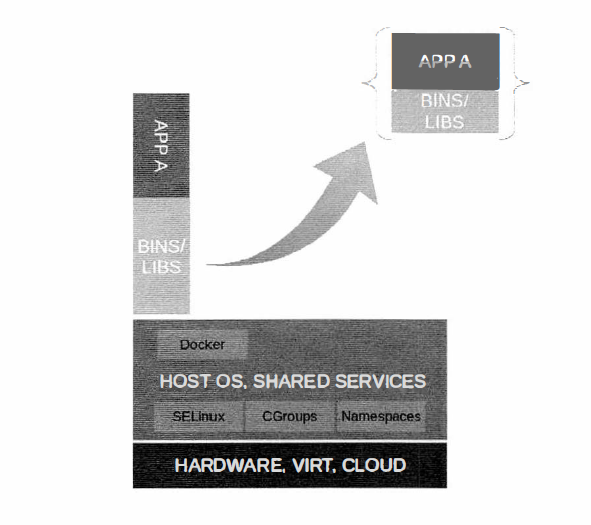 APP A
BINS/
LIBS
APP A
BINS/
LIBS
Docker
HOST OS, SHARED SERVICES
SELinux
CGroups
Namespaces
HARDWARE, VIRT, CLOUD